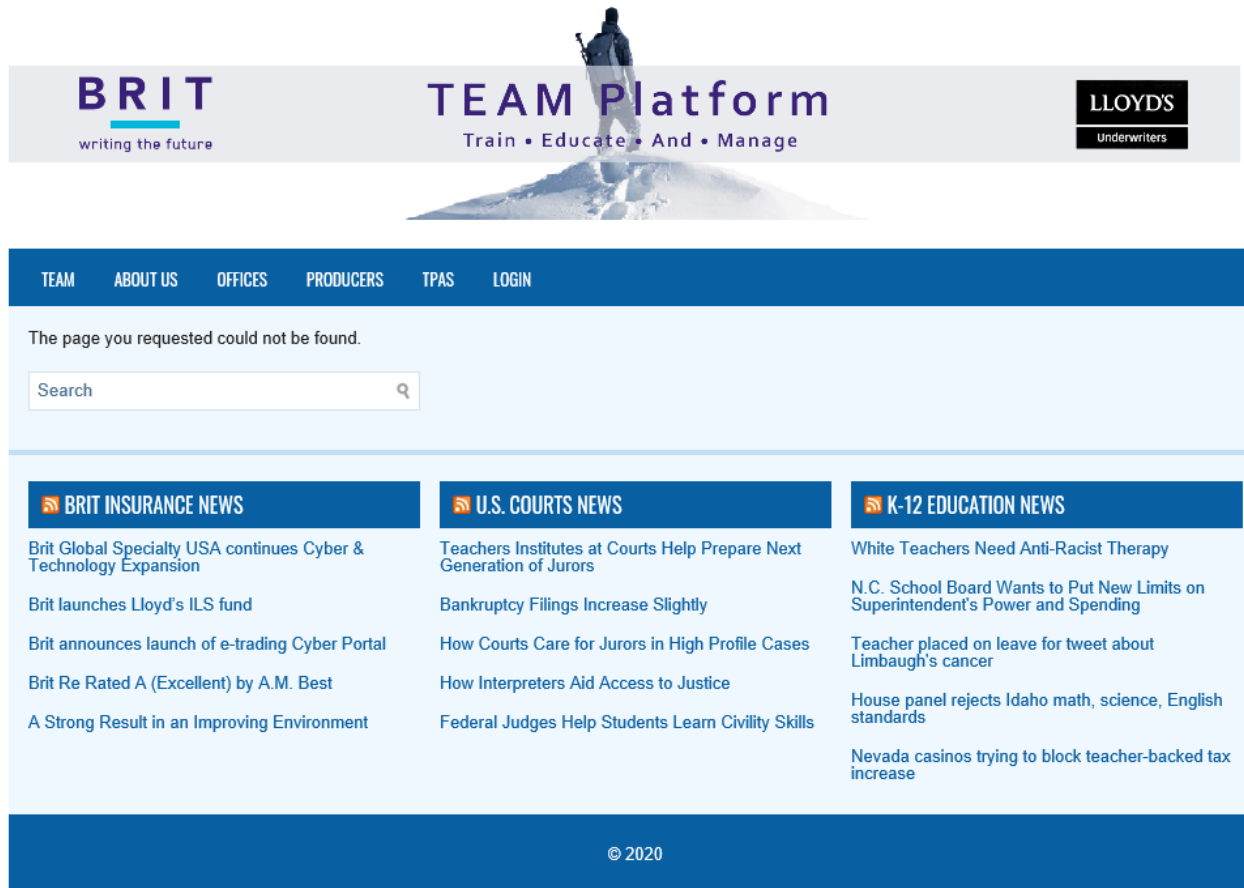 BRIT
writing the future
TEAM Platform
Train • Educate • And • Manage
LLOYD'S
Underwriters
TEAM ABOUT US OFFICES PRODUCERS TPAS LOGIN
The page you requested could not be found.
Search
BRIT INSURANCE NEWS
Brit Global Specialty USA continues Cyber &
Technology Expansion
Brit launches Lloyd's ILS fund
Brit announces launch of e-trading Cyber Portal
Brit Re Rated A (Excellent) by A.M. Best
A Strong Result in an Improving Environment
U.S. COURTS NEWS
Teachers Institutes at Courts Help Prepare Next
Generation of Jurors
Bankruptcy Filings Increase Slightly
How Courts Care for Jurors in High Profile Cases
How Interpreters Aid Access to Justice
Federal Judges Help Students Learn Civility Skills
K-12 EDUCATION NEWS
White Teachers Need Anti-Racist Therapy
N.C. School Board Wants to Put New Limits on
Superintendent's Power and Spending
Teacher placed on leave for tweet about
Limbaugh's cancer
House panel rejects Idaho math, science, English
standards
Nevada casinos trying to block teacher-backed tax
increase
© 2020